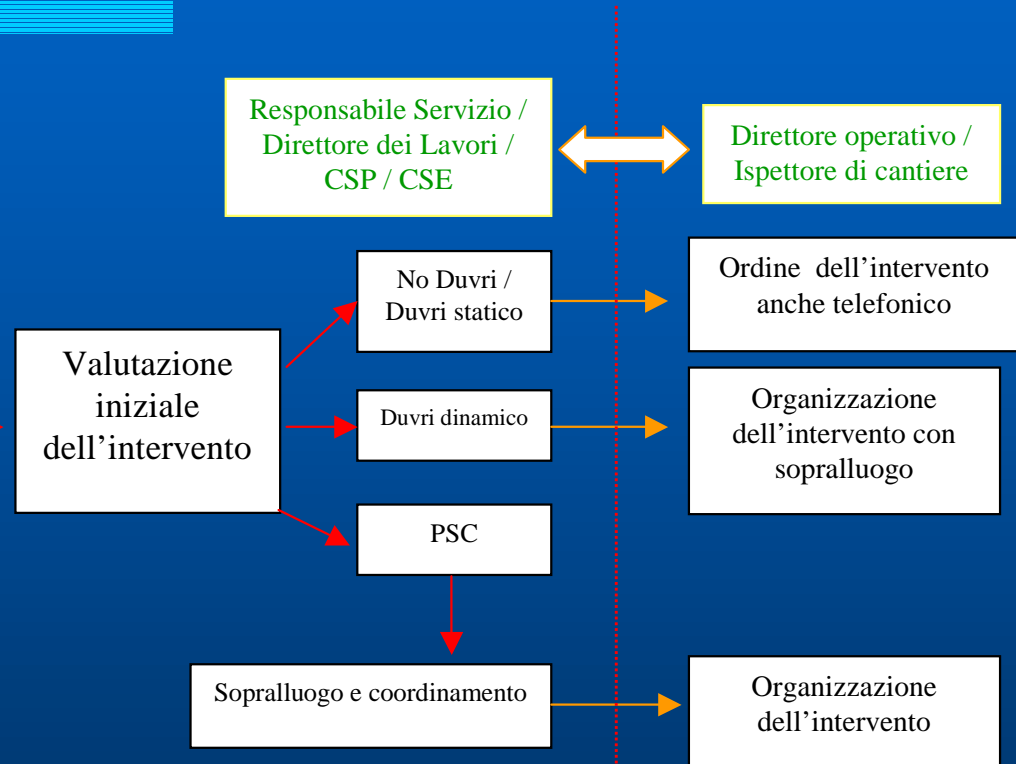 Responsabile Servizio /
Direttore dei Lavori /
CSP / CSE
Direttore operativo /
Ispettore di cantiere
No Duvri /
Duvri statico
Ordine dell’intervento
anche telefonico
Valutazione
iniziale
dell’intervento
Duvri dinamico
Organizzazione
dell’intervento con
sopralluogo
PSC
Sopralluogo e coordinamento
Organizzazione
dell’intervento